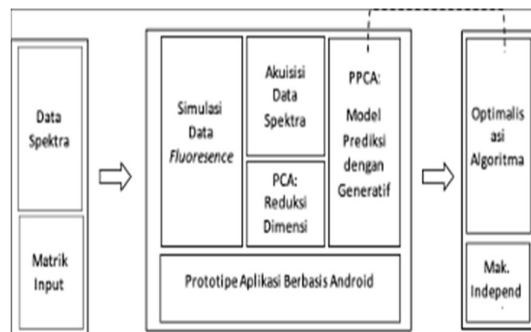 Data
Spektra
Matrik
Input
Simulasi
Data
Fluoresence
Akuisisi
Data
Spektra
PCA:
Reduksi
Dimensi
PPCA:
Model
Prediksi
dengan
Generatif
Prototipe Aplikasi Berbasis Android
Optimalis
asi
Algoritma
Mak.
Independ